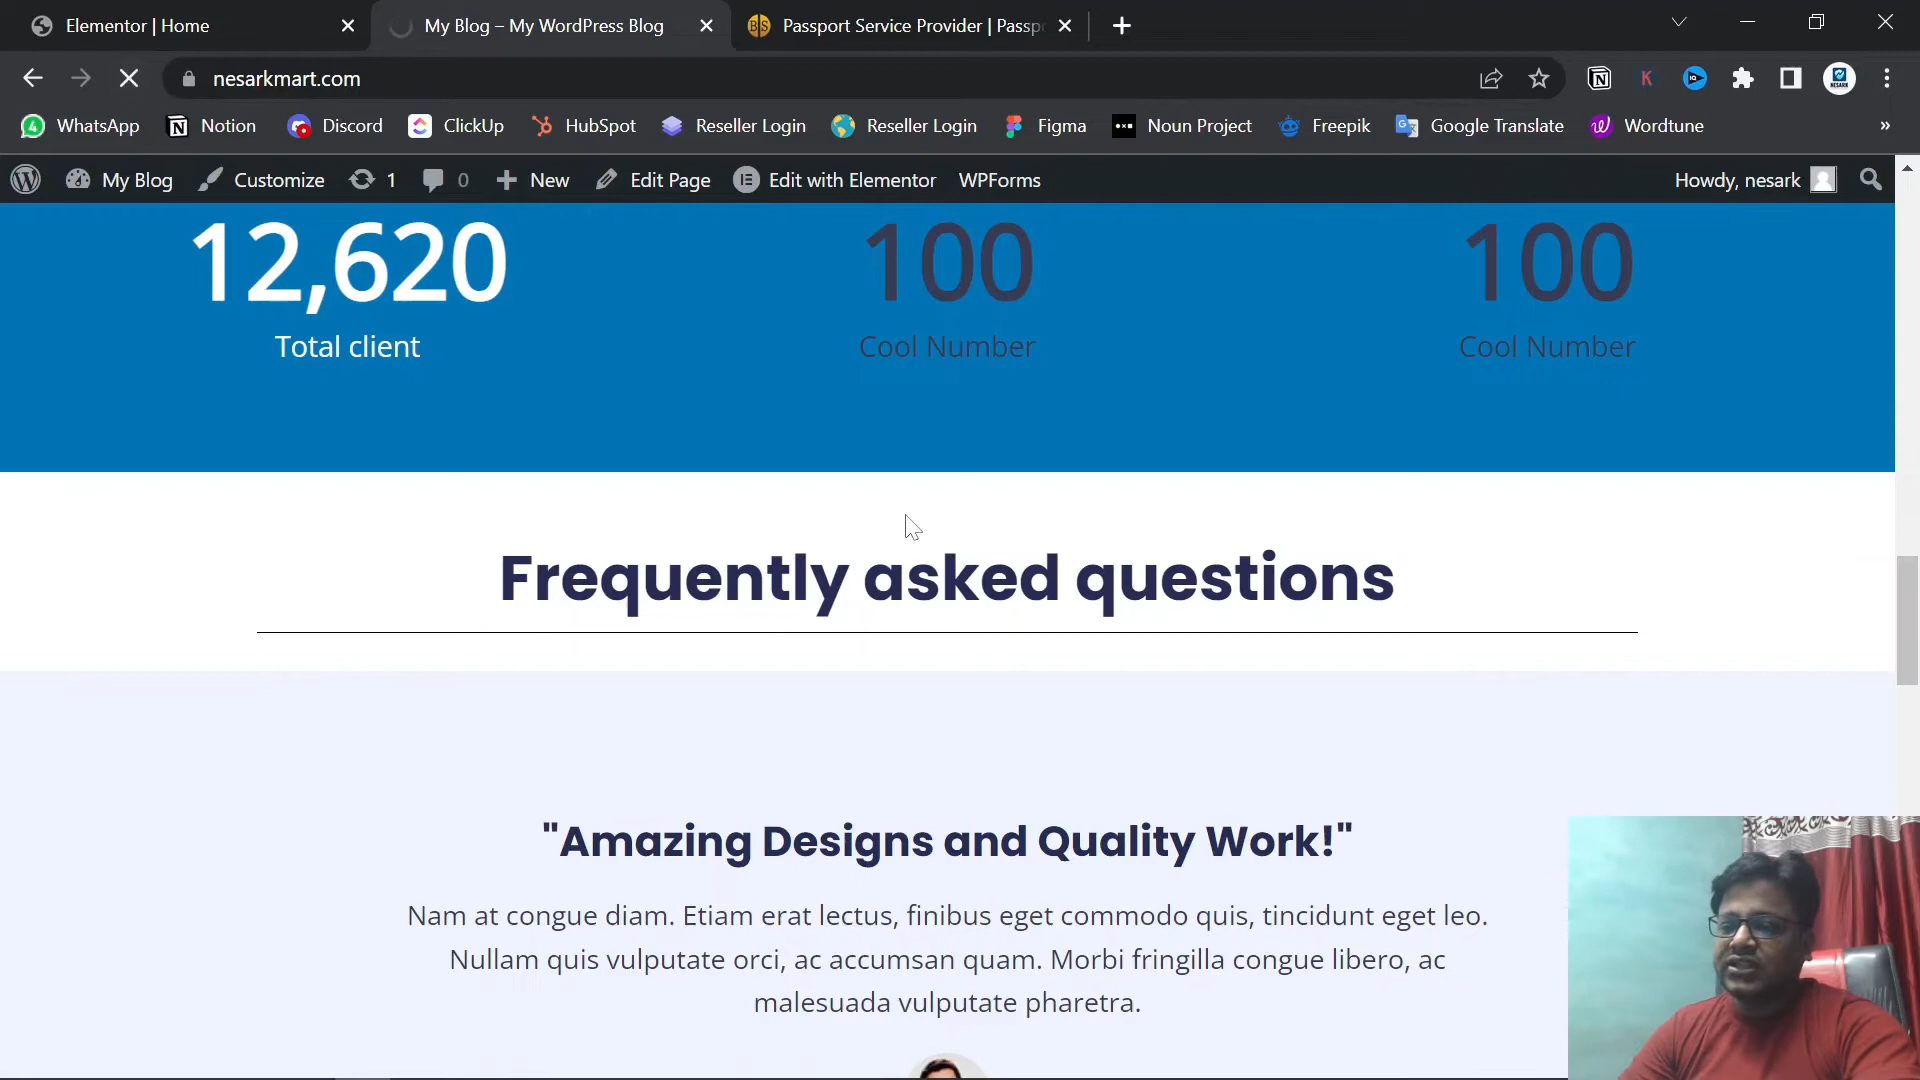 Elementor | Home
My Blog – My WordPress Blog
Passport Service Provider | Passp
nesarkmart.com
WhatsApp
Notion
Discord
ClickUp
HubSpot
Reseller Login
Reseller Login
Figma
Noun Project
Freepik
Google Translate
Wordtune
»
My Blog
Customize
1
0
New
Edit Page
Edit with Elementor
WPForms
Howdy, nesark
12,620
100
100
Total client
Cool Number
Cool Number
Frequently asked questions
"Amazing Designs and Quality Work!"
Nam at congue diam. Etiam erat lectus, finibus eget commodo quis, tincidunt eget leo.
Nullam quis vulputate orci, ac accumsan quam. Morbi fringilla congue libero, ac
malesuada vulputate pharetra.